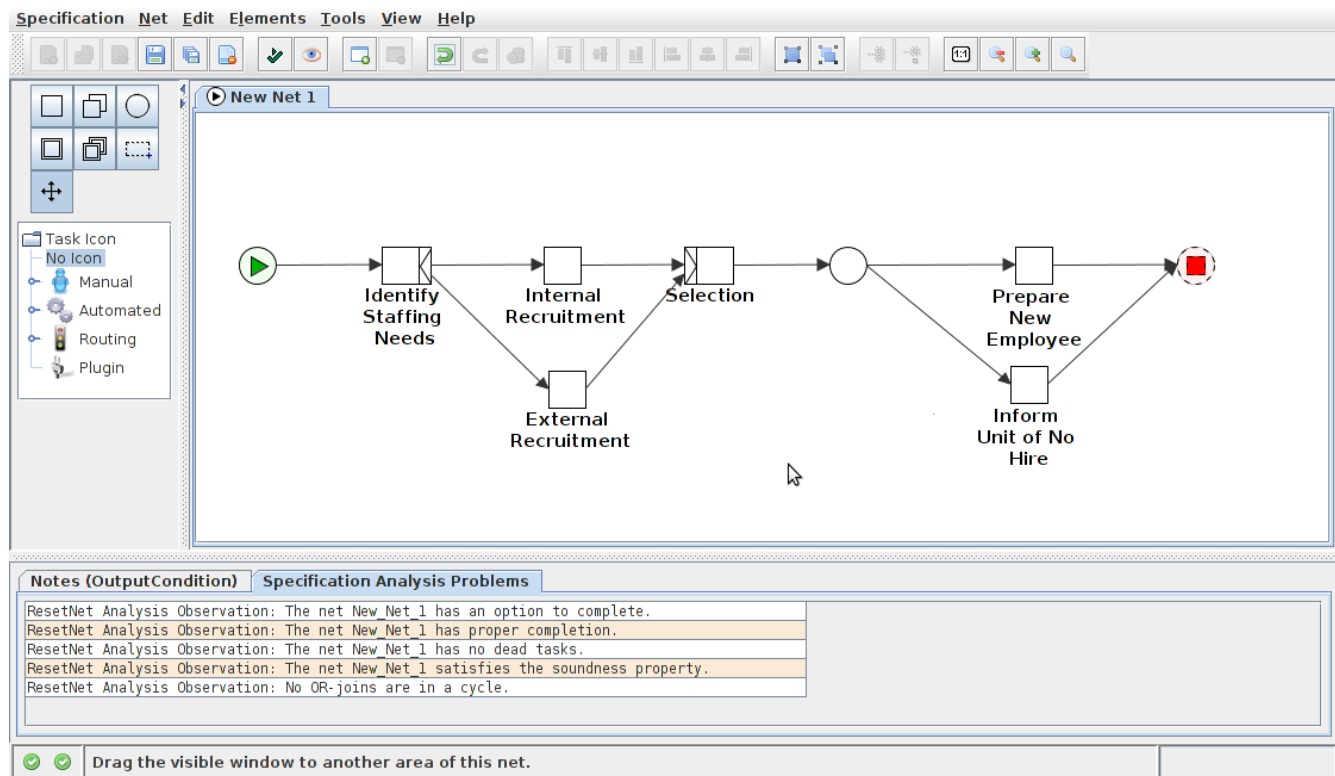 Specification Net Edit Elements Tools View Help
1:1
New Net 1
Task Icon
No Icon
Manual
Automated
Routing
Plugin
Identify
Staffing
Needs
Internal
Recruitment
Selection
Prepare
New
Employee
External
Recruitment
Inform
Unit of No
Hire
Notes (OutputCondition) Specification Analysis Problems
ResetNet Analysis Observation: The net New_Net_1 has an option to complete.
ResetNet Analysis Observation: The net New_Net_1 has proper completion.
ResetNet Analysis Observation: The net New_Net_1 has no dead tasks.
ResetNet Analysis Observation: The net New_Net_1 satisfies the soundness property.
ResetNet Analysis Observation: No OR-joins are in a cycle.
Drag the visible window to another area of this net.